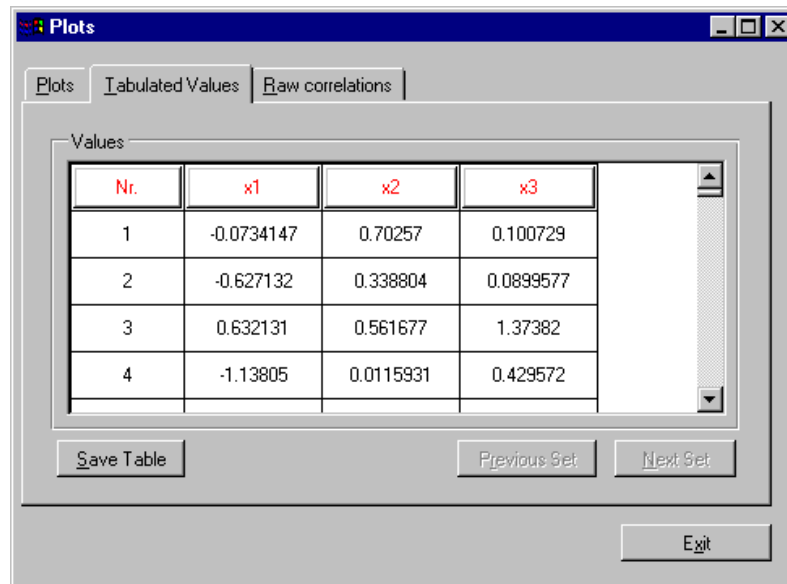 Plots
Plots Tabulated Values Raw correlations
Values
Nr. x1 x2 x3
1 -0.0734147 0.70257 0.100729
2 -0.627132 0.338804 0.0899577
3 0.632131 0.561677 1.37382
4 -1.13805 0.0115931 0.429572
Save Table Previous Set Next Set
Exit